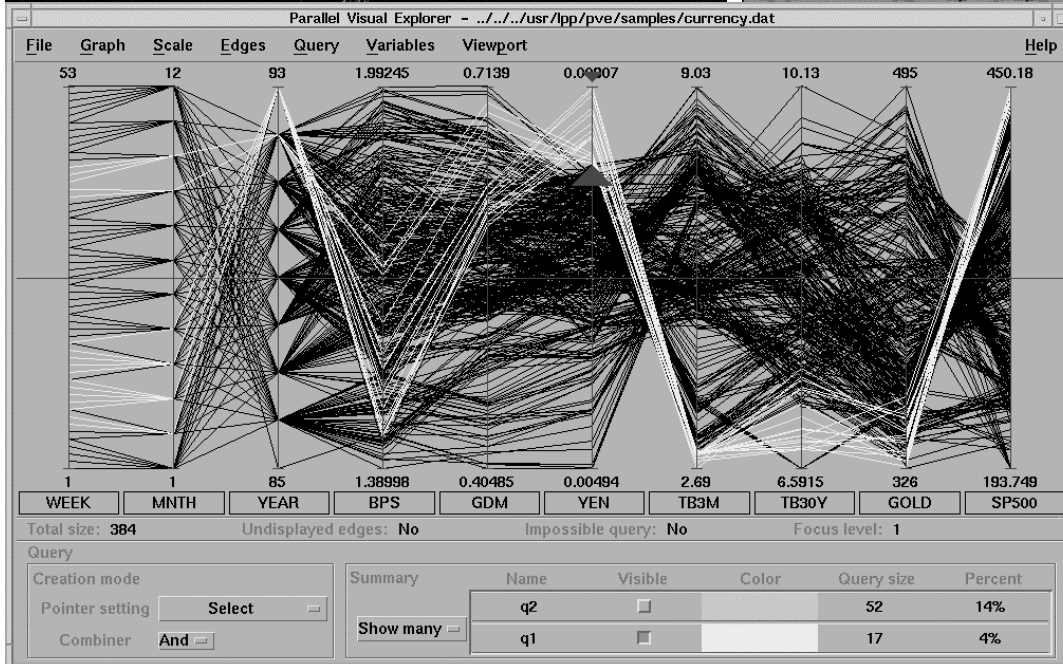 Parallel Visual Explorer - ../../../usr/lpp/pve/samples/currency.dat
File Graph Scale Edges Query Variables Viewport Help
53 12 93 1.99245 0.7139 0.00907 9.03 10.13 495 450.18
1 1 85 1.38998 0.40485 0.00494 2.69 6.5915 326 193.749
WEEK MNTH YEAR BPS GDM YEN TB3M TB30Y GOLD SP500
Total size: 384 Undisplayed edges: No Impossible query: No Focus level: 1
Query
Creation mode Summary Name Visible Color Query size Percent
Pointer setting Select q2 52 14%
Combiner And Show many q1 17 4%